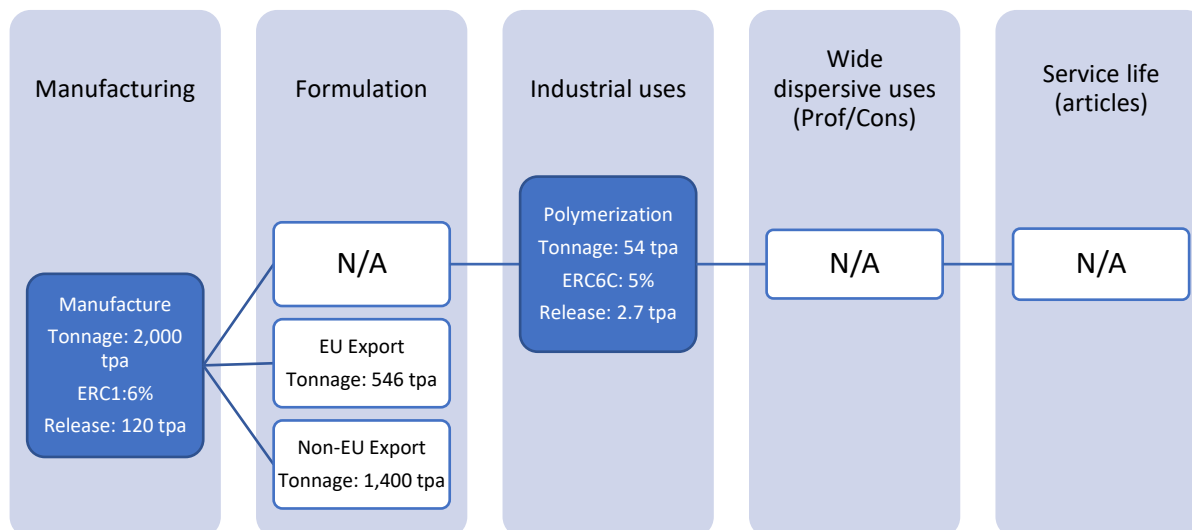 Manufacturing
Formulation
Industrial uses
Wide
dispersive uses
(Prof/Cons)
Service life
(articles)
Manufacture
Tonnage: 2,000
tpa
ERC1:6%
Release: 120 tpa
N/A
EU Export
Tonnage: 546 tpa
Non-EU Export
Tonnage: 1,400 tpa
Polymerization
Tonnage: 54 tpa
ERC6C: 5%
Release: 2.7 tpa
N/A
N/A